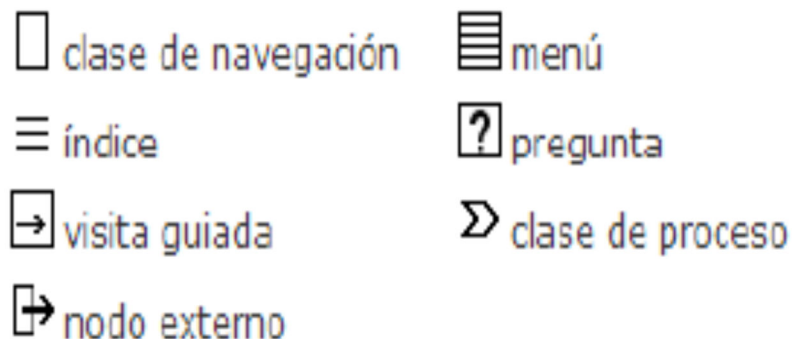 clase de navegación
menú
índice
? pregunta
visita guiada
clase de proceso
nodo externo